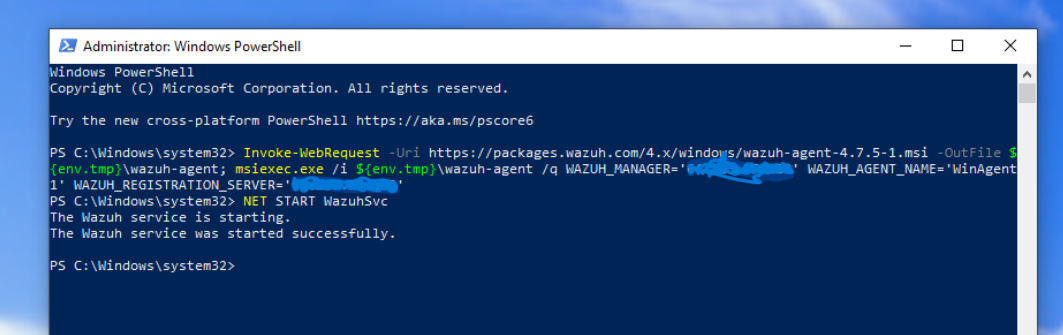 Administrator: Windows PowerShell
Windows PowerShell
Copyright (C) Microsoft Corporation. All rights reserved.
Try the new cross-platform PowerShell https://aka.ms/pscore6
PS C:\Windows\system32> Invoke-WebRequest -Uri https://packages.wazuh.com/4.x/windows/wazuh-agent-4.7.5-1.msi -OutFile $
{env.tmp}\wazuh-agent; msiexec.exe /i ${env.tmp}\wazuh-agent /q WAZUH_MANAGER=' ' WAZUH_AGENT_NAME='WinAgent
1' WAZUH_REGISTRATION_SERVER=' '
PS C:\Windows\system32> NET START WazuhSvc
The Wazuh service is starting.
The Wazuh service was started successfully.
PS C:\Windows\system32>